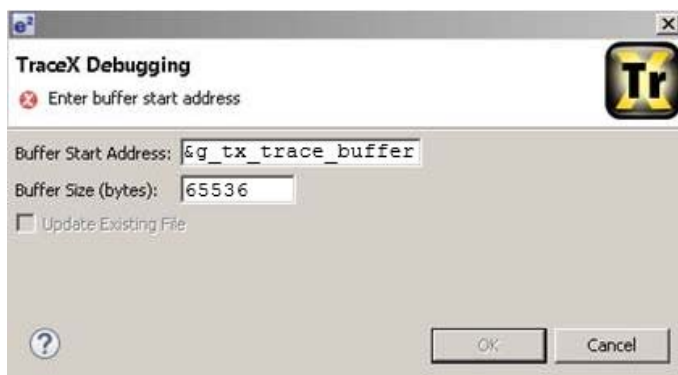 e²
TraceX Debugging
Enter buffer start address
Tr
Buffer Start Address: &g_tx_trace_buffer
Buffer Size (bytes): 65536
Update Existing File
?
OK Cancel